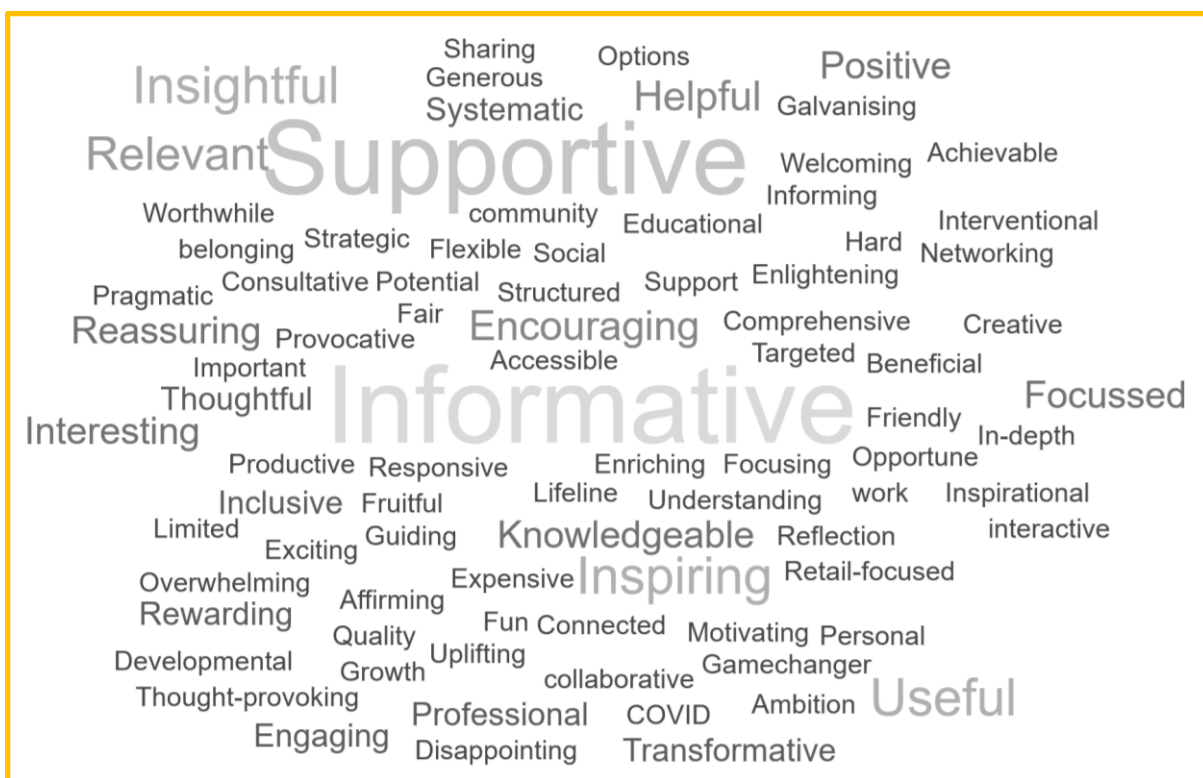 Sharing
Options
Positive
Insightful
Generous
Helpful
Systematic
Galvanising
Relevant
Supportive
Achievable
Welcoming
Informing
Worthwhile
community
Educational
Interventional
belonging
Strategic
Flexible
Social
Hard
Networking
Consultative
Potential
Support
Enlightening
Pragmatic
Structured
Fair
Reassuring
Provocative
Encouraging
Comprehensive
Creative
Important
Accessible
Targeted
Beneficial
Thoughtful
Informative
Focussed
Interesting
Friendly
In-depth
Productive
Responsive
Enriching
Focusing
Opportune
Inclusive
Fruitful
Lifeline
Understanding
work
Inspirational
Limited
Exciting
Guiding
Knowledgeable
Reflection
interactive
Overwhelming
Expensive
Inspiring
Retail-focused
Rewarding
Affirming
Quality
Fun
Connected
Motivating
Personal
Developmental
Growth
Uplifting
collaborative
Gamechanger
Thought-provoking
Professional
COVID
Ambition
Useful
Engaging
Disappointing
Transformative